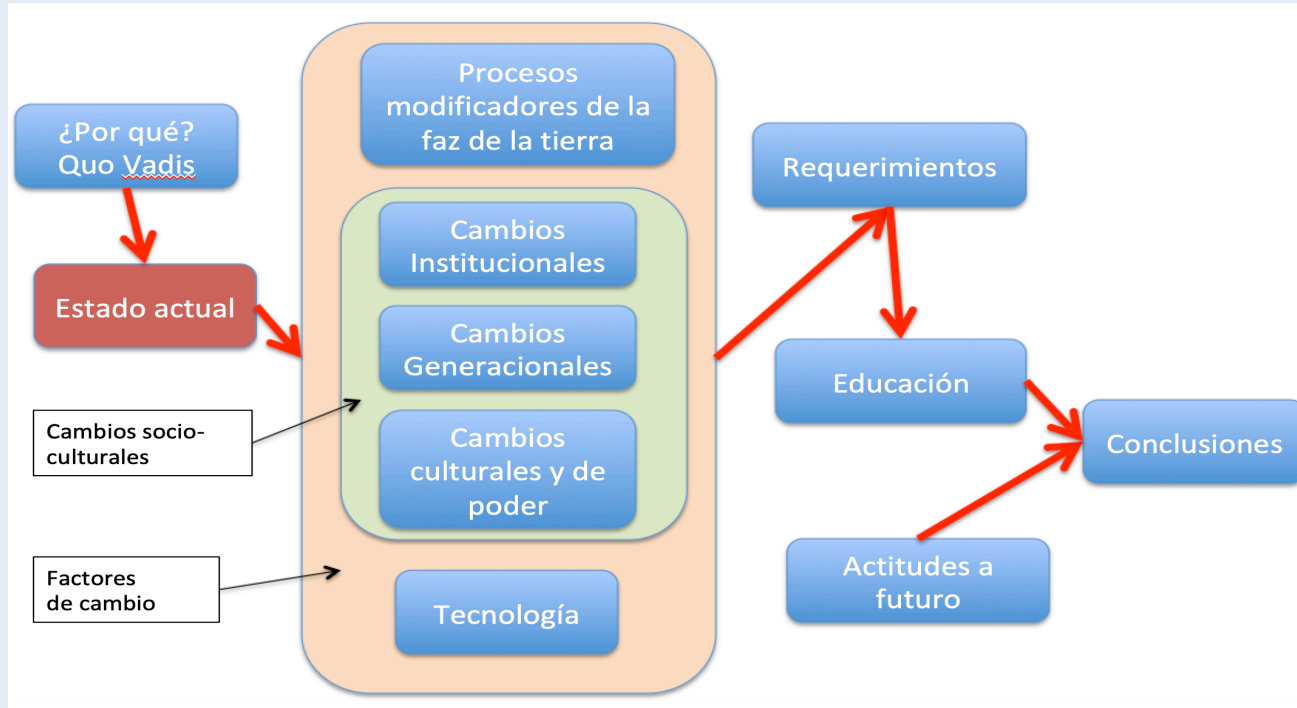 ¿Por qué?
Quo Vadis
Estado actual
Cambios socio-
culturales
Factores
de cambio
Procesos
modificadores de la
faz de la tierra
Cambios
Institucionales
Cambios
Generacionales
Cambios
culturales y de
poder
Tecnología
Requerimientos
Educación
Actitudes a
futuro
Conclusiones